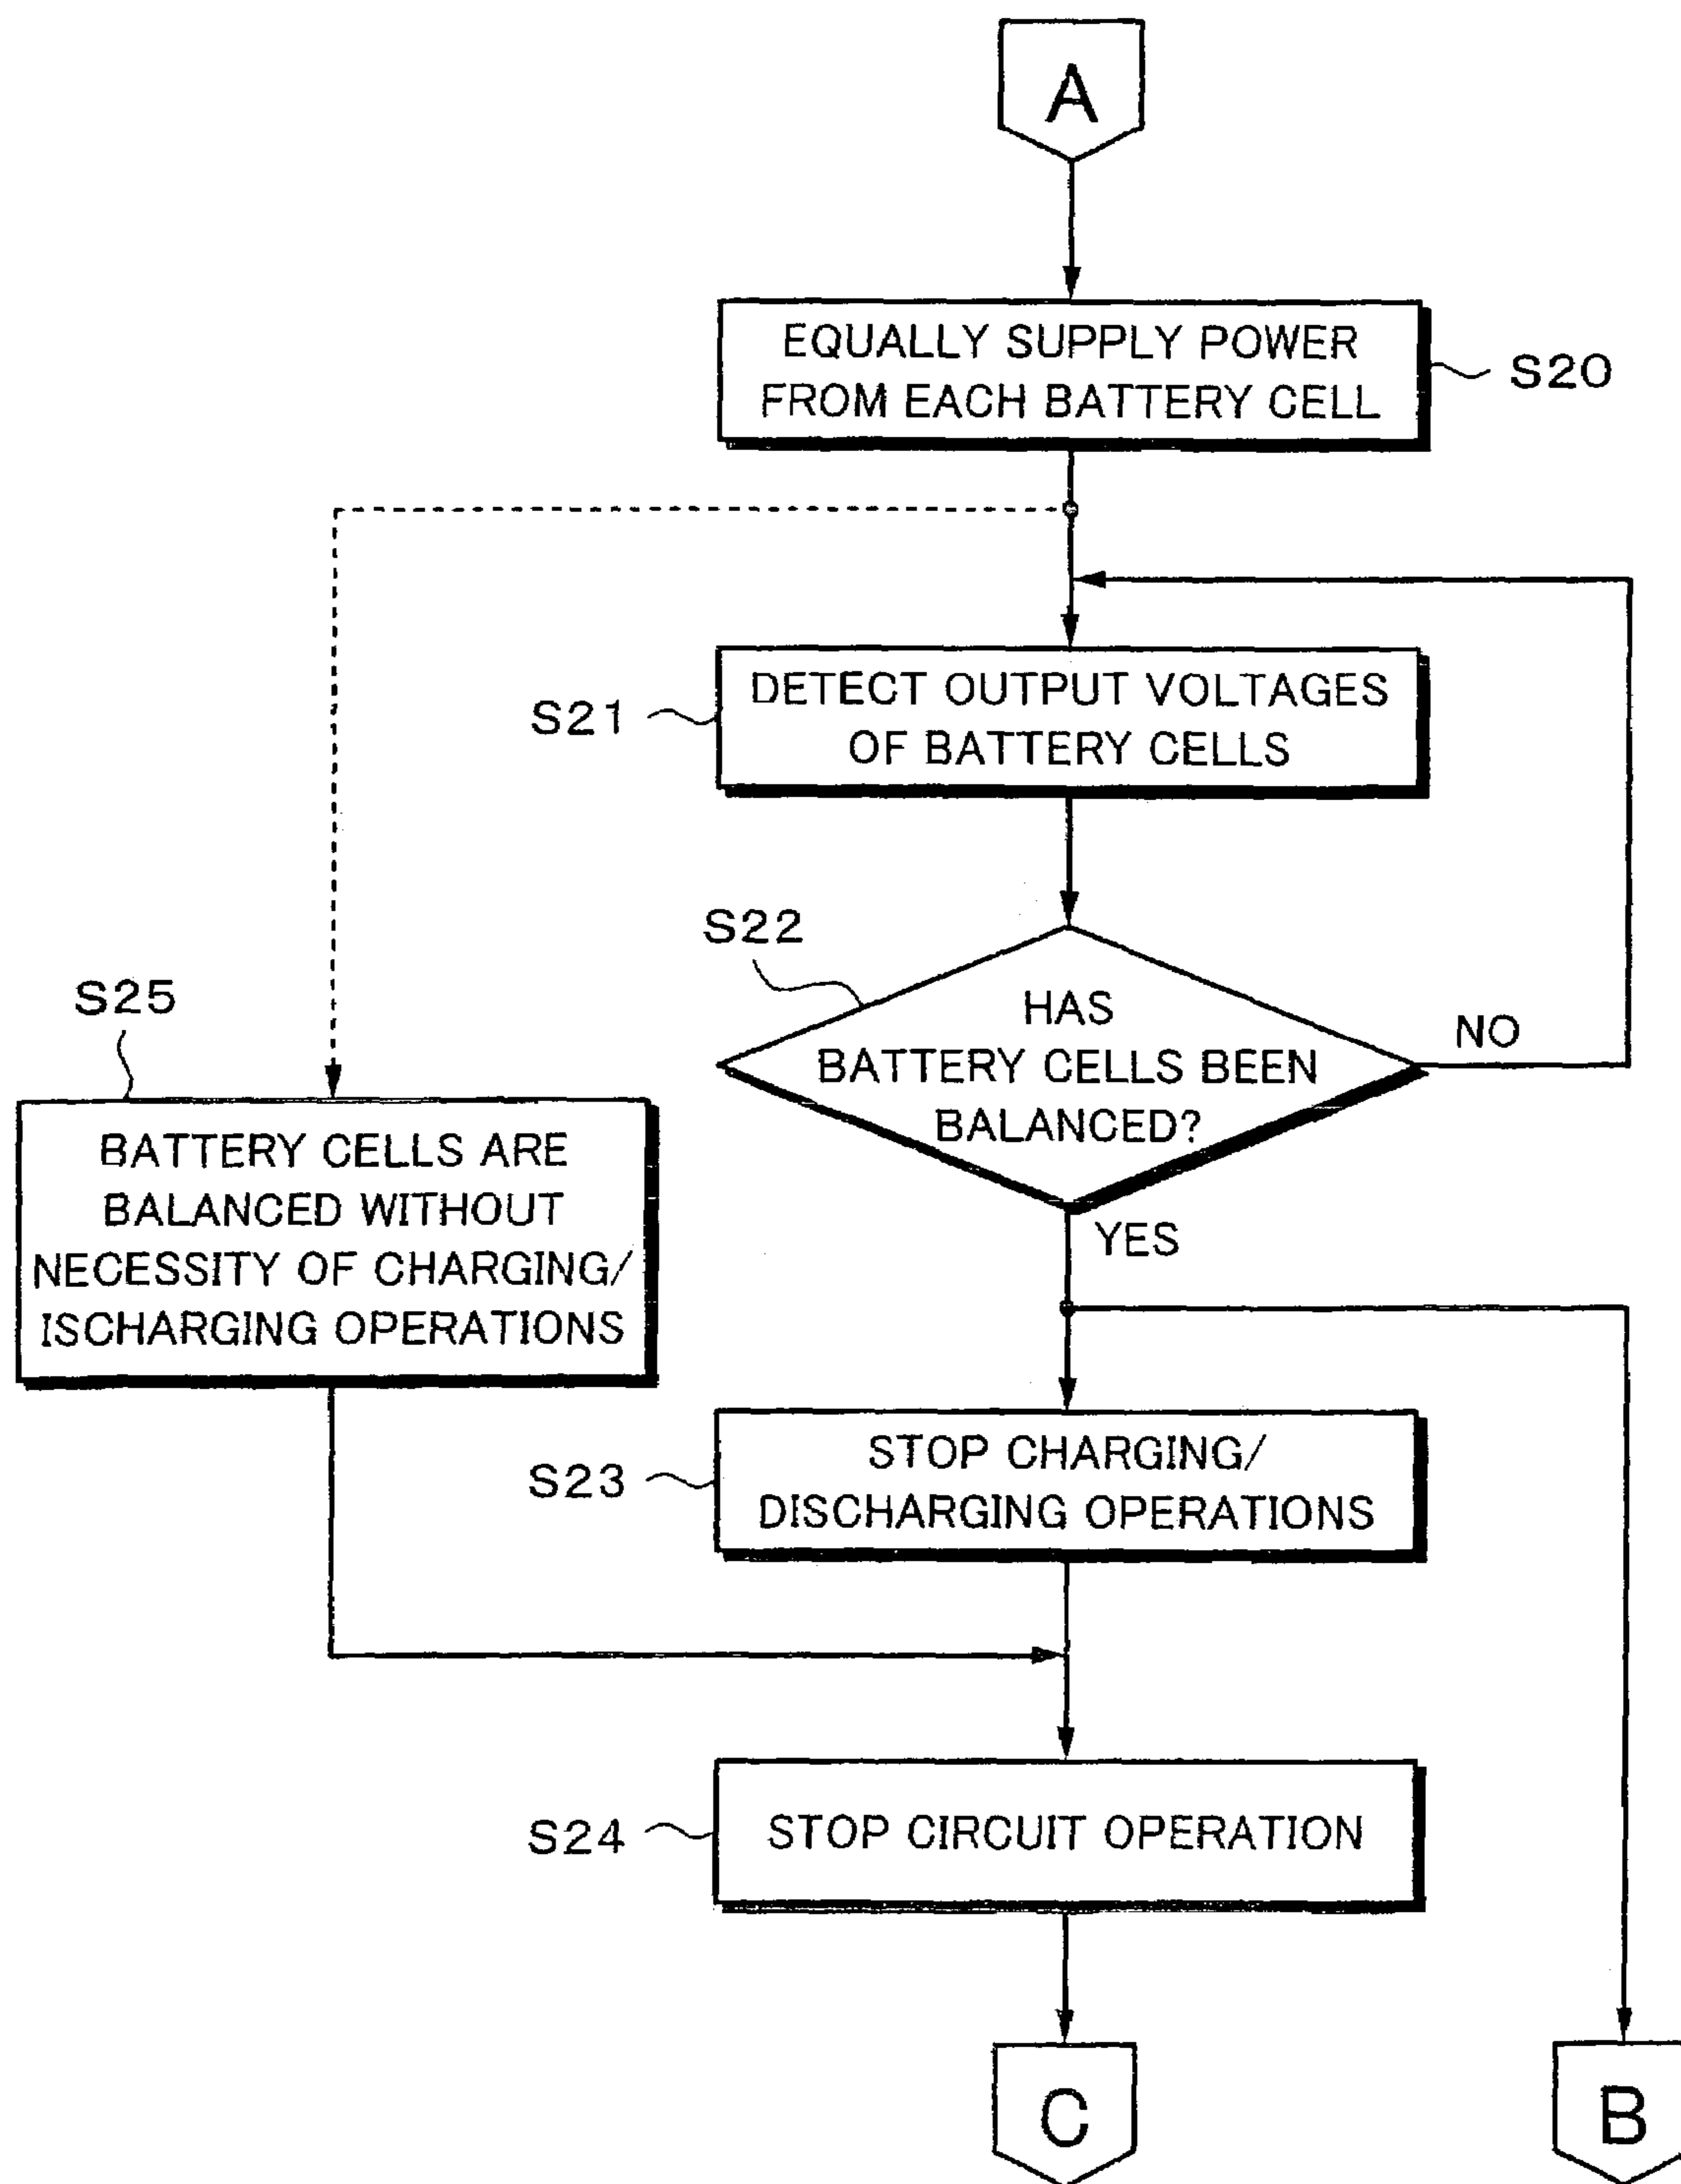 A
EQUALLY SUPPLY POWER
FROM EACH BATTERY CELL
S20
DETECT OUTPUT VOLTAGES
OF BATTERY CELLS
S21
S22
HAS
BATTERY CELLS BEEN
BALANCED?
NO
YES
S25
BATTERY CELLS ARE
BALANCED WITHOUT
NECESSITY OF CHARGING/
ISCHARGING OPERATIONS
STOP CHARGING/
DISCHARGING OPERATIONS
S23
S24
STOP CIRCUIT OPERATION
C
B